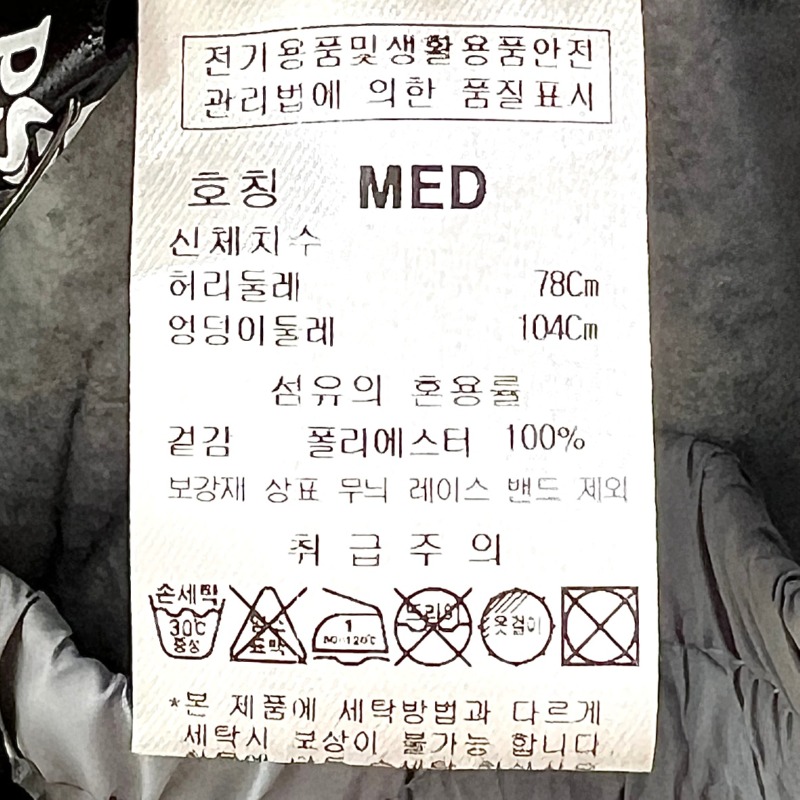 전기용품및생활용품안전
관리법에 의한 품질표시
호칭 MED
신체치수
허리둘레 78Cm
엉덩이둘레 104Cm
섬유의 혼용률
겉감 폴리에스터 100%
보강재 상표 무늬 레이스 밴드 제외
취급주의
손세탁
30℃
중성
1
120℃
드라이
옷걸이
*본 제품에 세탁방법과 다르게
세탁시 보상이 불가능 합니다